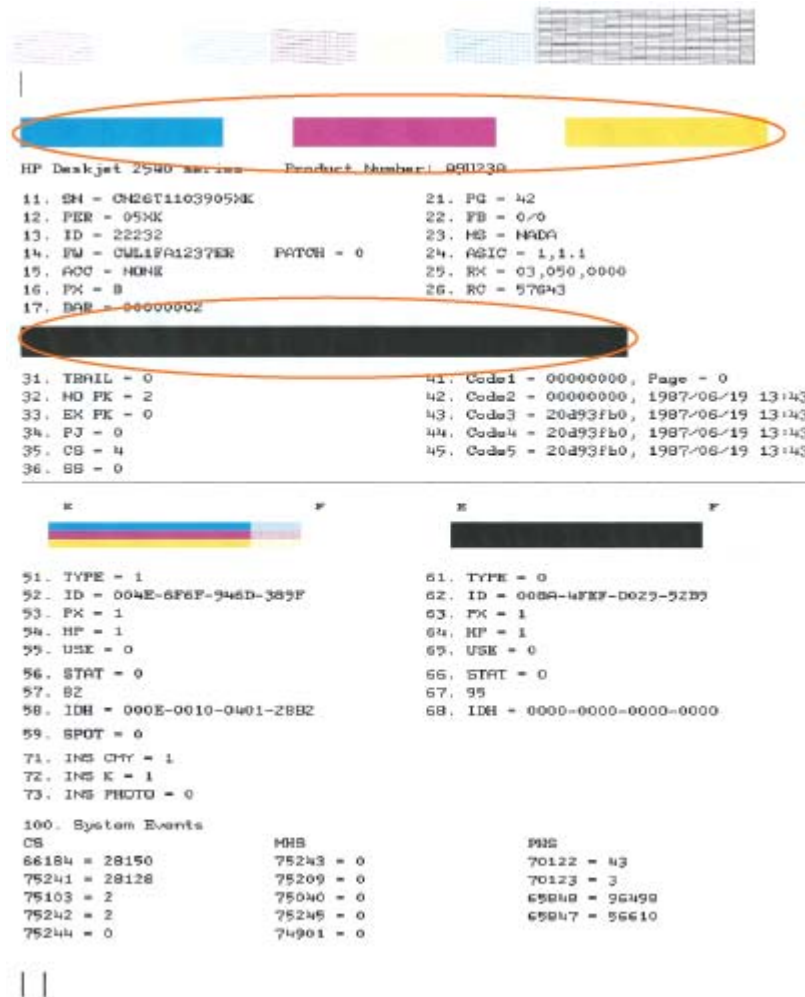 HP Deskjet 2540 series Product Number: A9U23A
11. SN = CN26T1103905XK
12. PER = 05XK
13. ID = 22232
14. FW = CWL1FA1237ER PATCH = 0
15. ACC = NONE
16. PX = B
17. BAR = 00000002
21. PG = 42
22. FB = 0/0
23. MS = NADA
24. ASIC = 1,1.1
25. RX = 03,050,0000
26. RC = 57643
31. TRAIL = 0
32. NO PK = 2
33. EX PK = 0
34. PJ = 0
35. CS = 4
36. SS = 0
41. Code1 = 00000000, Page = 0
42. Code2 = 00000000, 1987/06/19 13:43
43. Code3 = 20d93fb0, 1987/06/19 13:43
44. Code4 = 20d93fb0, 1987/06/19 13:43
45. Code5 = 20d93fb0, 1987/06/19 13:43
E F
51. TYPE = 1
52. ID = 004E-6F6F-946D-389F
53. PX = 1
54. HP = 1
55. USE = 0
56. STAT = 0
57. 82
58. IDH = 000E-0010-0401-28B2
59. SPOT = 0
E F
61. TYPE = 0
62. ID = 008A-4FEF-D029-52B9
63. PX = 1
64. HP = 1
65. USE = 0
66. STAT = 0
67. 95
68. IDH = 0000-0000-0000-0000
71. INS CMY = 1
72. INS K = 1
73. INS PHOTO = 0
100. System Events
CS
66184 = 28150
75241 = 28128
75103 = 2
75242 = 2
75244 = 0
MHS
75243 = 0
75209 = 0
75040 = 0
75245 = 0
74901 = 0
PHS
70122 = 43
70123 = 3
65848 = 96498
65847 = 56610